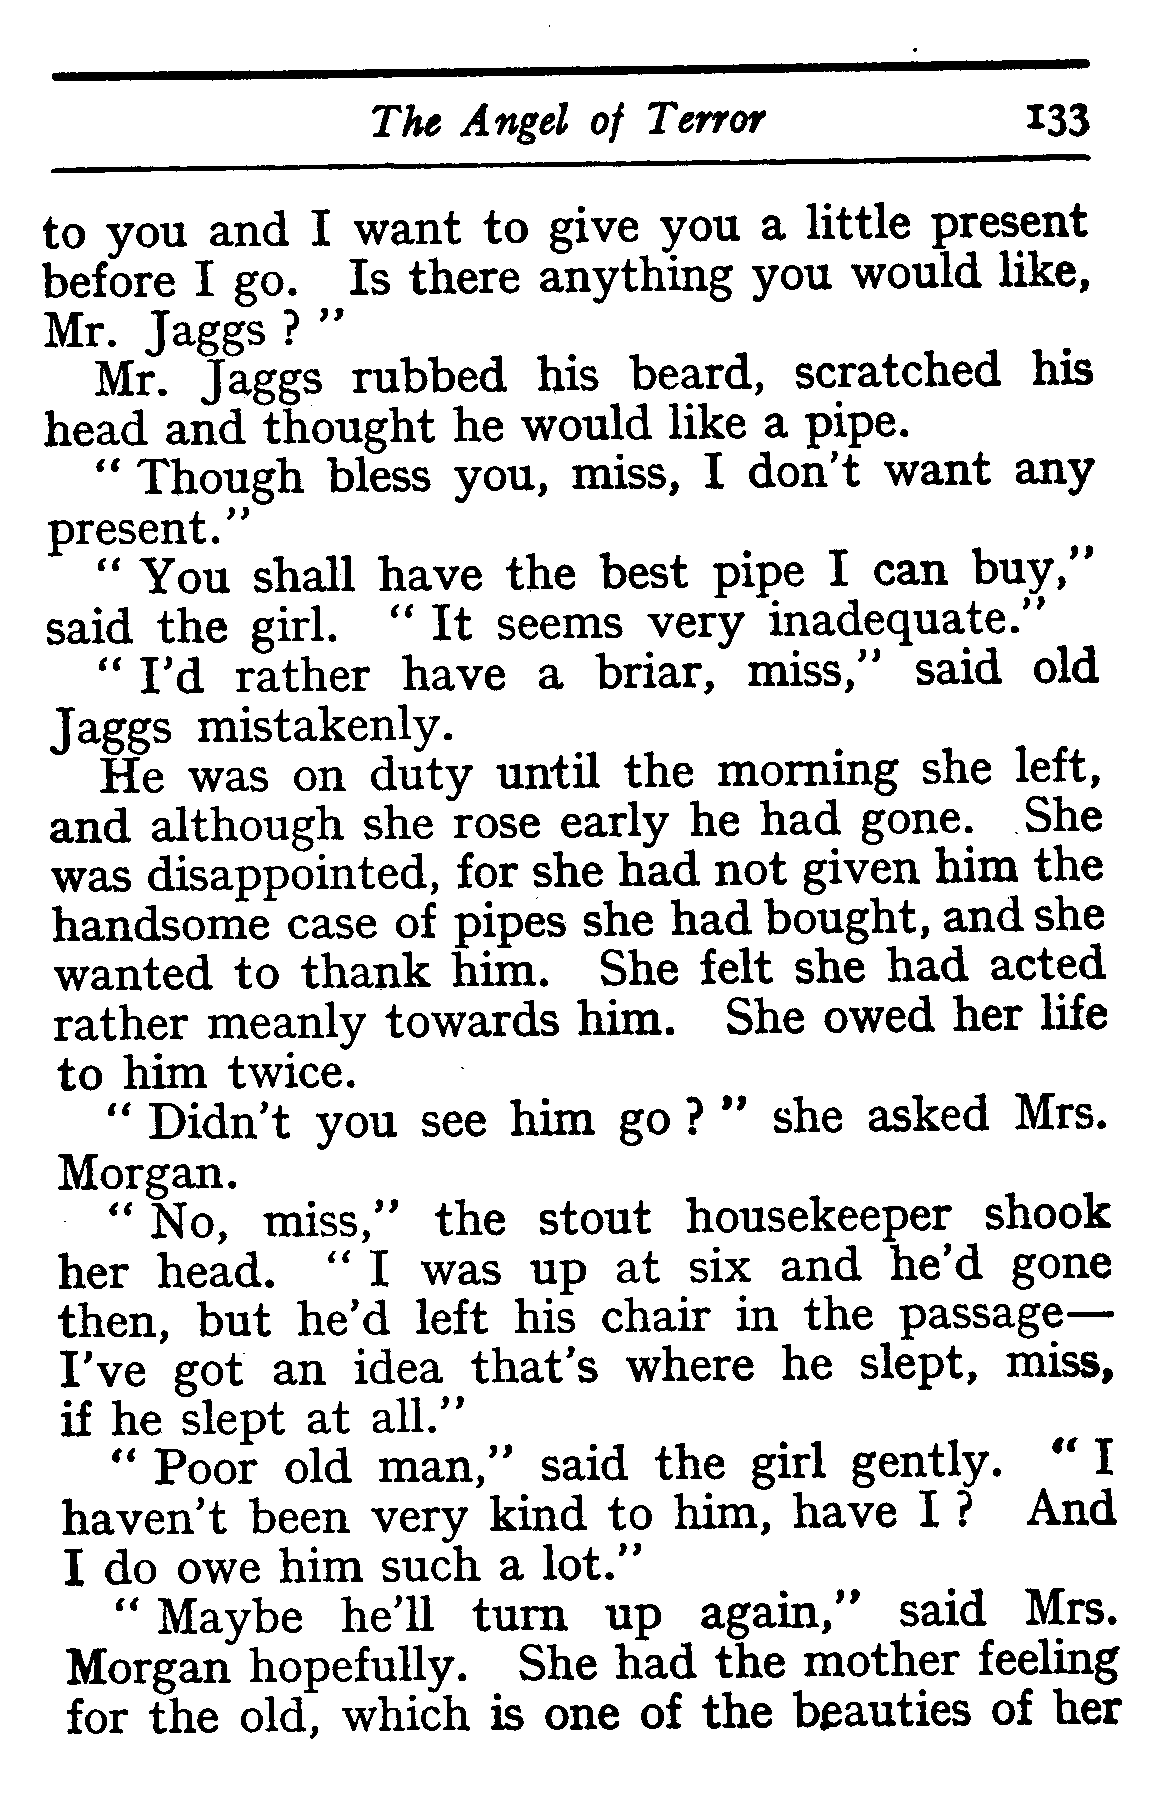 The Angel of Terror 133
to you and I want to give you a little present
before I go. Is there anything you would like,
Mr. Jaggs ? "
Mr. Jaggs rubbed his beard, scratched his
head and thought he would like a pipe.
" Though bless you, miss, I don't want any
present."
" You shall have the best pipe I can buy,"
said the girl. " It seems very inadequate."
" I'd rather have a briar, miss," said old
Jaggs mistakenly.
He was on duty until the morning she left,
and although she rose early he had gone. She
was disappointed, for she had not given him the
handsome case of pipes she had bought, and she
wanted to thank him. She felt she had acted
rather meanly towards him. She owed her life
to him twice.
" Didn't you see him go ? " she asked Mrs.
Morgan.
" No, miss," the stout housekeeper shook
her head. " I was up at six and he'd gone
then, but he'd left his chair in the passage—
I've got an idea that's where he slept, miss,
if he slept at all."
" Poor old man," said the girl gently. " I
haven't been very kind to him, have I ? And
I do owe him such a lot."
" Maybe he'll turn up again," said Mrs.
Morgan hopefully. She had the mother feeling
for the old, which is one of the beauties of her